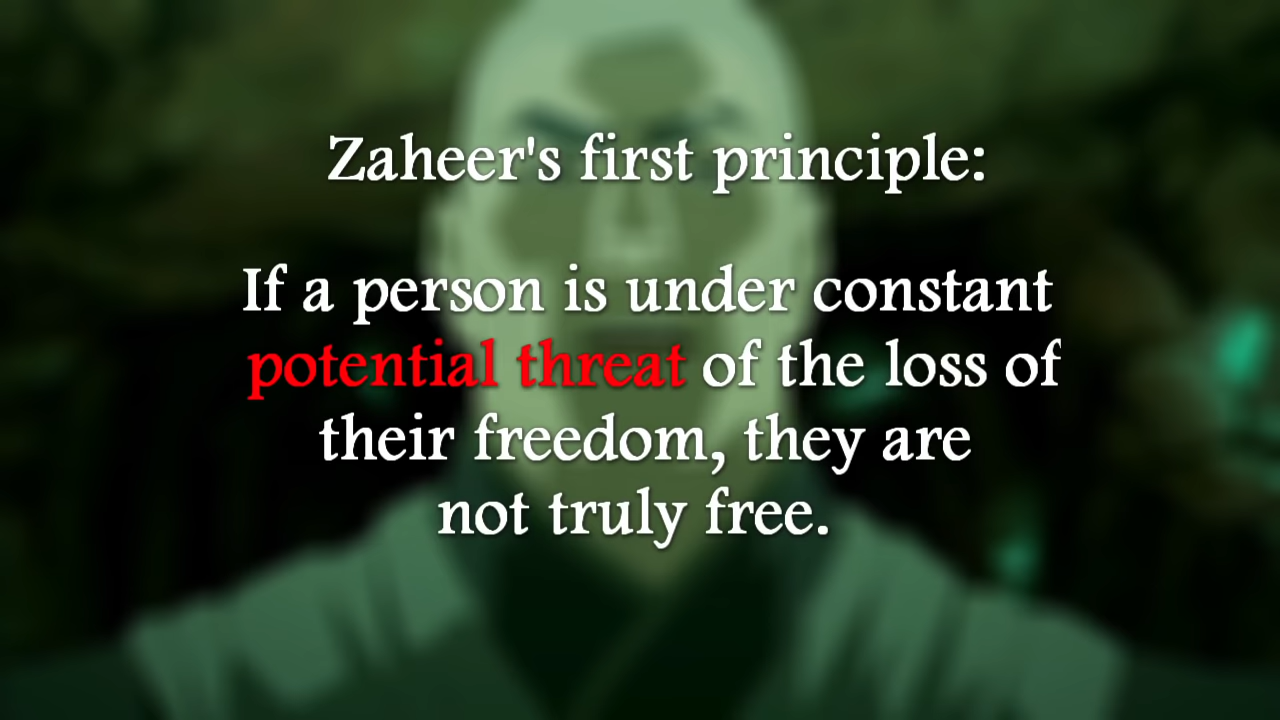 Zaheer's first principle:
If a person is under constant
potential threat of the loss of
their freedom, they are
not truly free.